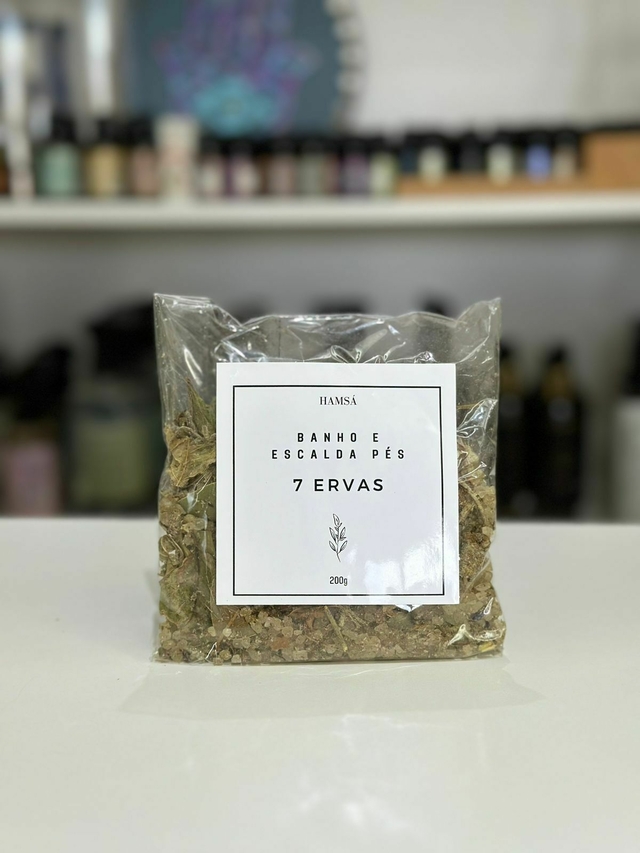 HAMSÁ
BANHO E
ESCALDA PÉS
7 ERVAS
200g